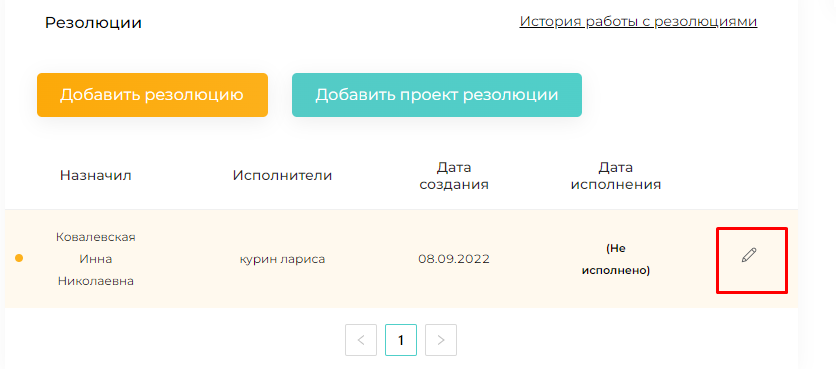 Резолюции
История работы с резолюциями
Добавить резолюцию
Добавить проект резолюции
Назначил
Исполнители
Дата
создания
Дата
исполнения
Ковалевская
Инна
Николаевна
курин лариса
08.09.2022
(Не
исполнено)
1